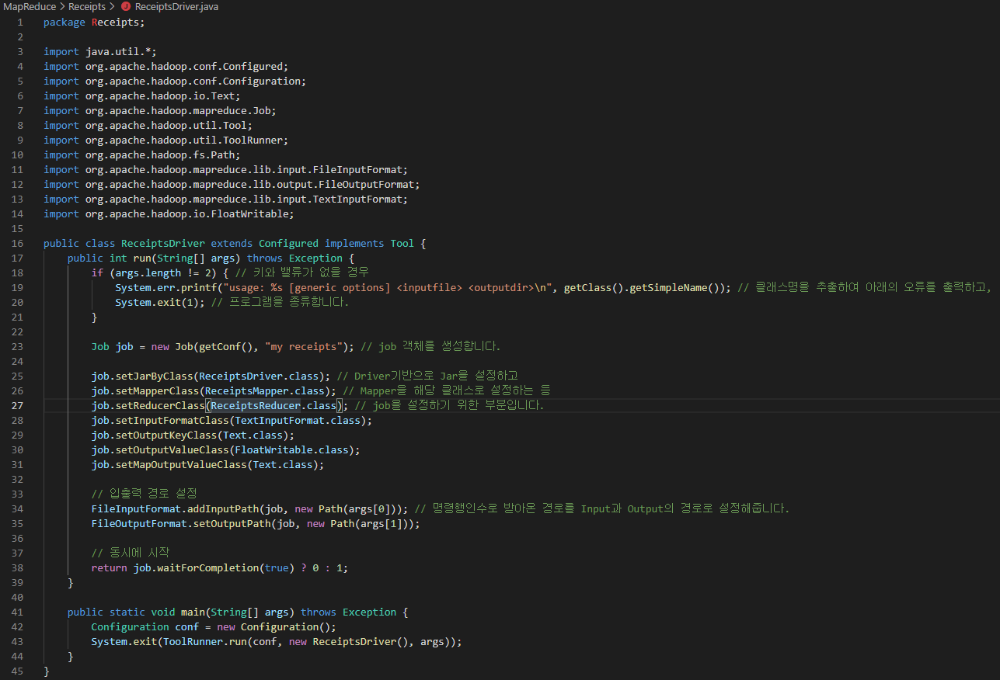 MapReduce > Receipts > J ReceiptsDriver.java
1 package Receipts;
2
3 import java.util.*;
4 import org.apache.hadoop.conf.Configured;
5 import org.apache.hadoop.conf.Configuration;
6 import org.apache.hadoop.io.Text;
7 import org.apache.hadoop.mapreduce.Job;
8 import org.apache.hadoop.util.Tool;
9 import org.apache.hadoop.util.ToolRunner;
10 import org.apache.hadoop.fs.Path;
11 import org.apache.hadoop.mapreduce.lib.input.FileInputFormat;
12 import org.apache.hadoop.mapreduce.lib.output.FileOutputFormat;
13 import org.apache.hadoop.mapreduce.lib.input.TextInputFormat;
14 import org.apache.hadoop.io.FloatWritable;
15
16 public class ReceiptsDriver extends Configured implements Tool {
17     public int run(String[] args) throws Exception {
18         if (args.length != 2) { // 키와 밸류가 없을 경우
19             System.err.printf("usage: %s [generic options] <inputfile> <outputdir>\n", getClass().getSimpleName()); // 클래스명을 추출하여 아래의 오류를 출력하고,
20             System.exit(1); // 프로그램을 종류합니다.
21         }
22
23         Job job = new Job(getConf(), "my receipts"); // job 객체를 생성합니다.
24
25         job.setJarByClass(ReceiptsDriver.class); // Driver기반으로 Jar을 설정하고
26         job.setMapperClass(ReceiptsMapper.class); // Mapper을 해당 클래스로 설정하는 등
27         job.setReducerClass(ReceiptsReducer.class); // job을 설정하기 위한 부분입니다.
28         job.setInputFormatClass(TextInputFormat.class);
29         job.setOutputKeyClass(Text.class);
30         job.setOutputValueClass(FloatWritable.class);
31         job.setMapOutputValueClass(Text.class);
32
33         // 입출력 경로 설정
34         FileInputFormat.addInputPath(job, new Path(args[0])); // 명령행인수로 받아온 경로를 Input과 Output의 경로로 설정해줍니다.
35         FileOutputFormat.setOutputPath(job, new Path(args[1]));
36
37         // 동시에 시작
38         return job.waitForCompletion(true) ? 0 : 1;
39     }
40
41     public static void main(String[] args) throws Exception {
42         Configuration conf = new Configuration();
43         System.exit(ToolRunner.run(conf, new ReceiptsDriver(), args));
44     }
45 }